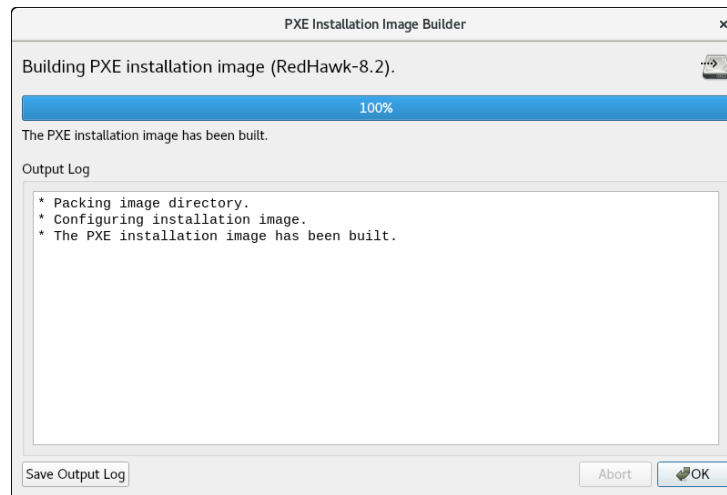 PXE Installation Image Builder
Building PXE installation image (RedHawk-8.2).
100%
The PXE installation image has been built.
Output Log
* Packing image directory.
* Configuring installation image.
* The PXE installation image has been built.
Save Output Log
Abort
OK